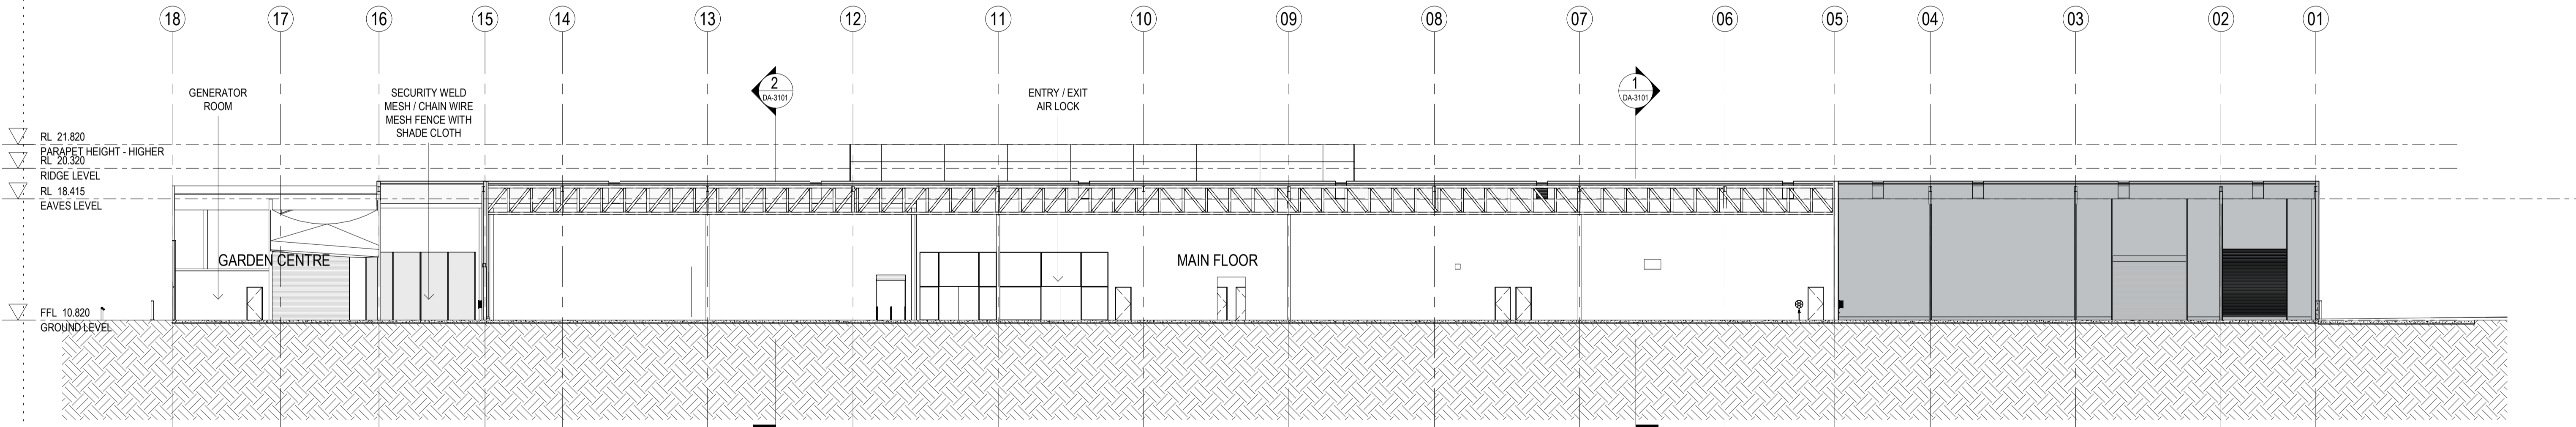 18 17 16 15 14 13 12 11 10 09 08 07 06 05 04 03 02 01
2
DA-3101
1
DA-3101
GENERATOR
ROOM
SECURITY WELD
MESH / CHAIN WIRE
MESH FENCE WITH
SHADE CLOTH
ENTRY / EXIT
AIR LOCK
RL 21.820
PARAPET HEIGHT - HIGHER
RL 20.320
RIDGE LEVEL
RL 18.415
EAVES LEVEL
GARDEN CENTRE
MAIN FLOOR
FFL 10.820
GROUND LEVEL